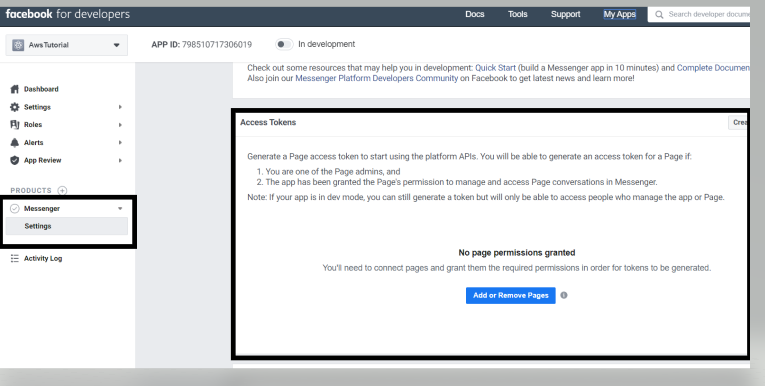 facebook for developers
Docs Tools Support My Apps Search developer docume
AwsTutorial APP ID: 798510717306019 In development
Check out some resources that may help you in development: Quick Start (build a Messenger app in 10 minutes) and Complete Documen
Also join our Messenger Platform Developers Community on Facebook to get latest news and learn more!
Dashboard
Settings
Roles
Alerts
App Review
PRODUCTS
Messenger
Settings
Activity Log
Access Tokens Crea
Generate a Page access token to start using the platform APIs. You will be able to generate an access token for a Page if:
1. You are one of the Page admins, and
2. The app has been granted the Page's permission to manage and access Page conversations in Messenger.
Note: If your app is in dev mode, you can still generate a token but will only be able to access people who manage the app or Page.
No page permissions granted
You'll need to connect pages and grant them the required permissions in order for tokens to be generated.
Add or Remove Pages